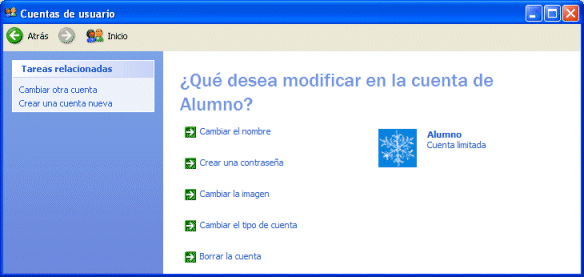 Cuentas de usuario
Atrás Inicio
Tareas relacionadas
Cambiar otra cuenta
Crear una cuenta nueva
¿Qué desea modificar en la cuenta de
Alumno?
Cambiar el nombre
Crear una contraseña
Cambiar la imagen
Cambiar el tipo de cuenta
Borrar la cuenta
Alumno
Cuenta limitada